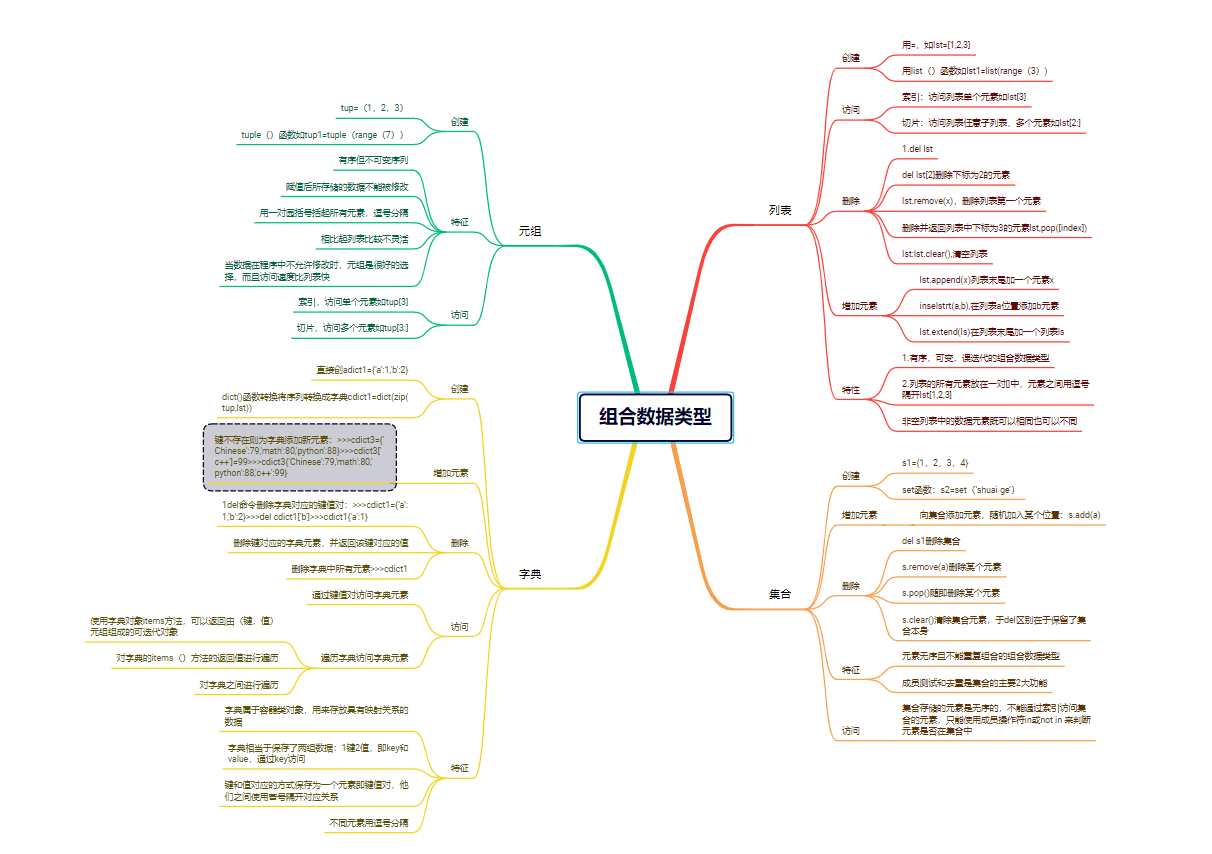 组合数据类型
列表
创建
用=，如lst=[1,2,3]
用list（）函数如lst1=list(range（3）)
访问
索引：访问列表单个元素如lst[3]
切片：访问列表任意子列表，多个元素如lst[2:]
删除
1.del lst
del lst[2]删除下标为2的元素
lst.remove(x)，删除列表第一个元素
删除并返回列表中下标为3的元素lst,pop([index])
lst:lst.clear(),清空列表
增加元素
lst.append(x)列表末尾加一个元素x
inselstrt(a,b),在列表a位置添加b元素
lst.extend(ls)在列表末尾加一个列表ls
特性
1.有序，可变，课迭代的组合数据类型
2.列表的所有元素放在一对[]中，元素之间用逗号
隔开lst[1,2,3]
非空列表中的数据元素既可以相同也可以不同
集合
创建
s1={1，2，3，4}
set函数：s2=set（'shuai ge'）
增加元素
向集合添加元素，随机加入某个位置：s.add(a)
删除
del s1删除集合
s.remove(a)删除某个元素
s.pop()随即删除某个元素
s.clear()清除集合元素，于del区别在于保留了集
合本身
特征
元素无序且不能重复组合的组合数据类型
成员测试和去重是集合的主要2大功能
访问
集合存储的元素是无序的，不能通过索引访问集
合的元素，只能使用成员操作符in或not in 来判断
元素是否在集合中
元组
创建
tup=（1，2，3）
tuple（）函数如tup1=tuple（range（7））
特征
有序但不可变序列
赋值后所存储的数据不能被修改
用一对园括号括起所有元素，逗号分隔
相比起列表比较不灵活
当数据在程序中不允许修改时，元组是很好的选
择，而且访问速度比列表快
访问
索引，访问单个元素如tup[3]
切片，访问多个元素如tup[3:]
字典
创建
直接创adict1={'a':1,'b':2}
dict()函数转换将序列转换成字典cdict1=dict(zip(
tup,lst))
增加元素
键不存在则为字典添加新元素：>>>cdict3={'
Chinese':79,'math':80,'python':88}>>>cdict3['
c++']=99>>>cdict3{'Chinese':79,'math':80,'
python':88,'c++':99}
删除
1del命令删除字典对应的键值对：>>>cdict1={'a':
1,'b':2}>>>del cdict1['b']>>>cdict1{'a':1}
删除键对应的字典元素，并返回该键对应的值
删除字典中所有元素>>>cdict1
访问
通过键值对访问字典元素
遍历字典访问字典元素
使用字典对象items方法，可以返回由（键，值）
元组组成的可迭代对象
对字典的items（）方法的返回值进行遍历
对字典之间进行遍历
特征
字典属于容器类对象，用来存放具有映射关系的
数据
字典相当于保存了两组数据：1键2值，即key和
value，通过key访问
键和值对应的方式保存为一个元素即键值对，他
们之间使用冒号隔开对应关系
不同元素用逗号分隔